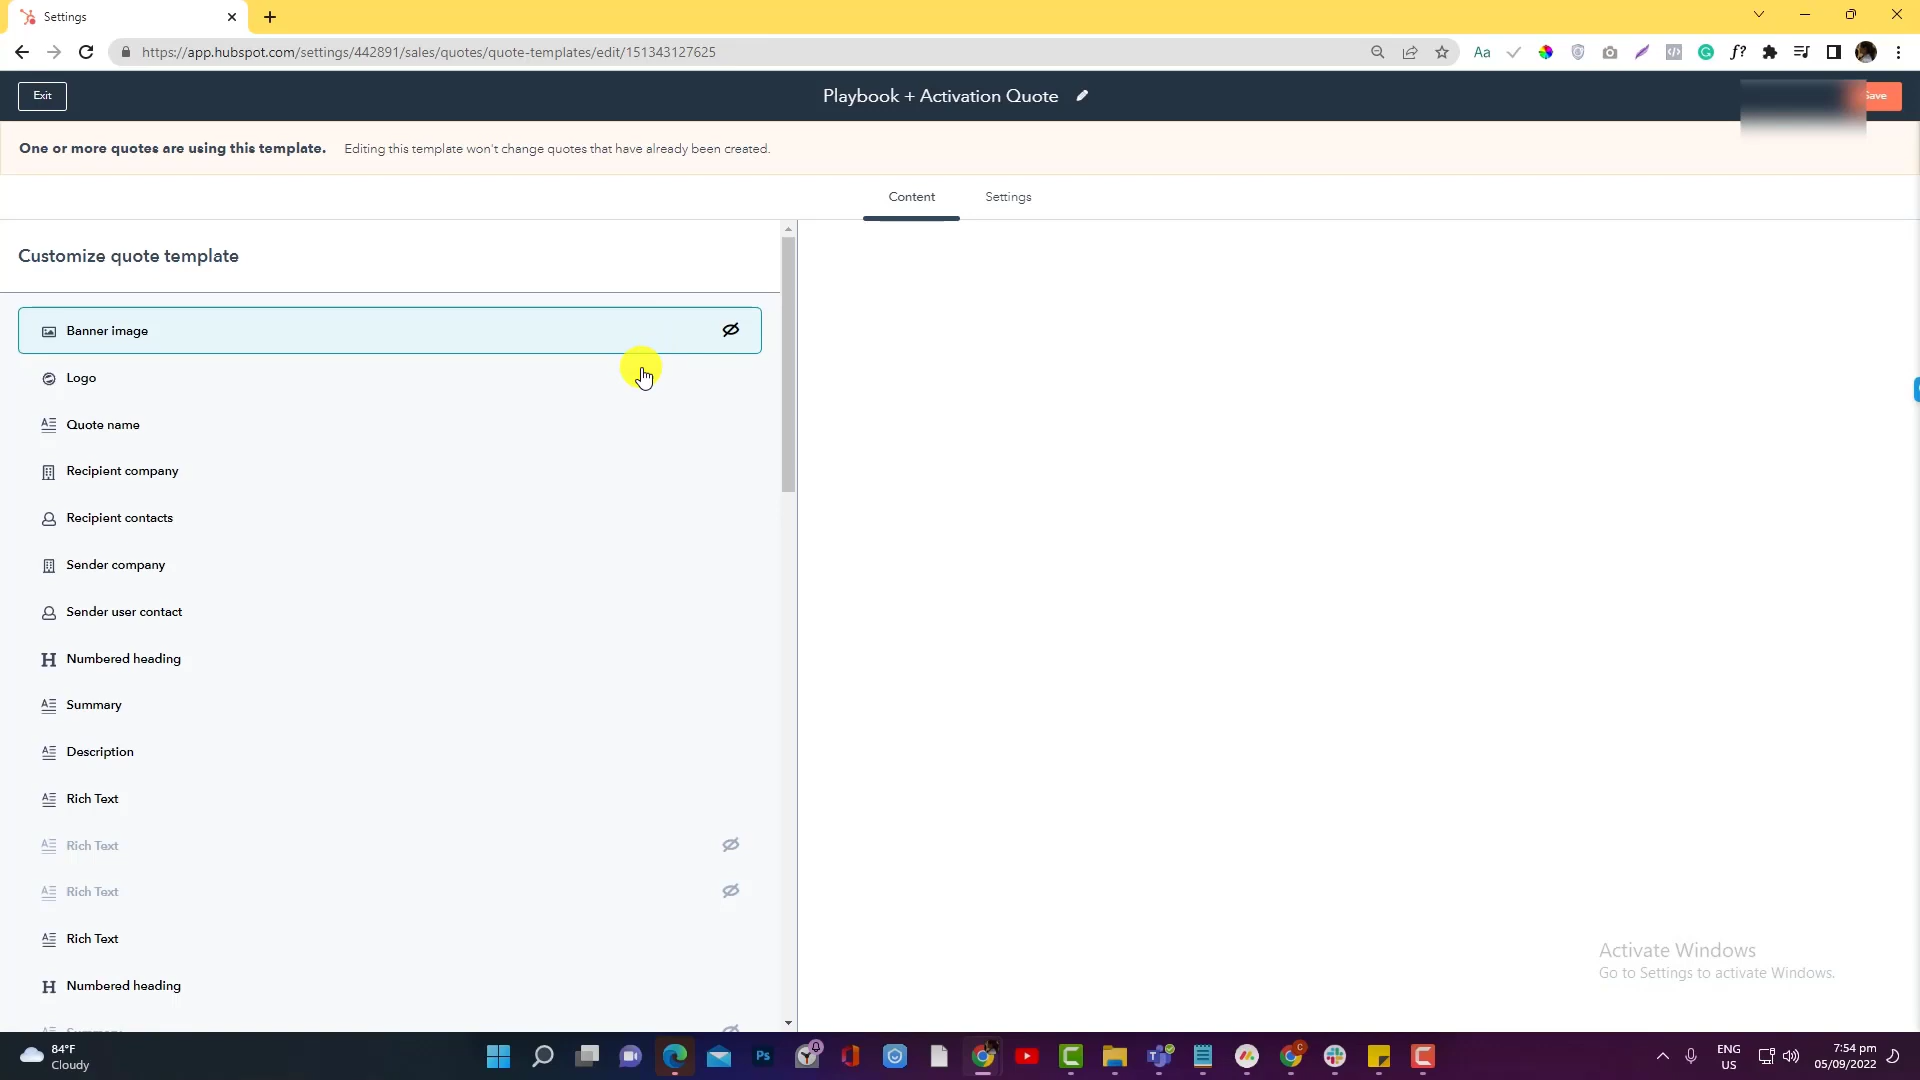 Settings
https://app.hubspot.com/settings/442891/sales/quotes/quote-templates/edit/151343127625
Aa
f?
Exit
Playbook + Activation Quote
Save
One or more quotes are using this template. Editing this template won't change quotes that have already been created.
Content
Settings
Customize quote template
Banner image
Logo
Quote name
Recipient company
Recipient contacts
Sender company
Sender user contact
Numbered heading
Summary
Description
Rich Text
Rich Text
Rich Text
Rich Text
Numbered heading
Summary
Activate Windows
Go to Settings to activate Windows.
84°F
Cloudy
Ps
ENG
US
7:54 pm
05/09/2022